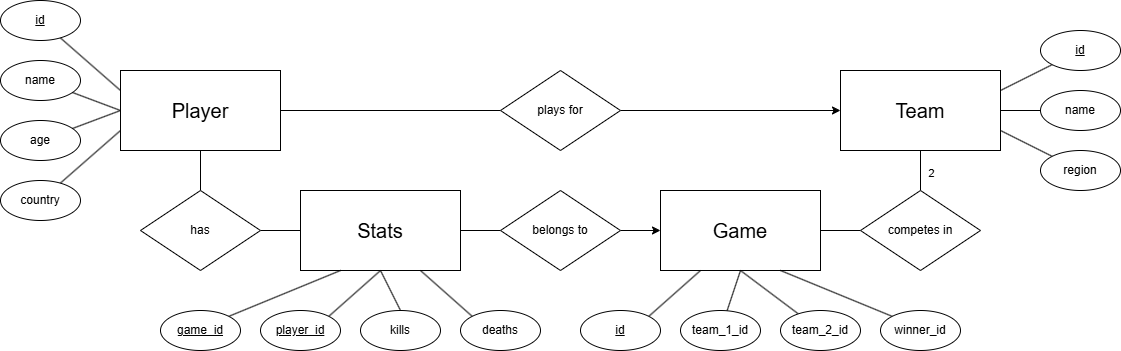 id
name
age
country
Player
plays for
Team
id
name
region
2
has
Stats
belongs to
Game
competes in
game_id
player_id
kills
deaths
id
team_1_id
team_2_id
winner_id